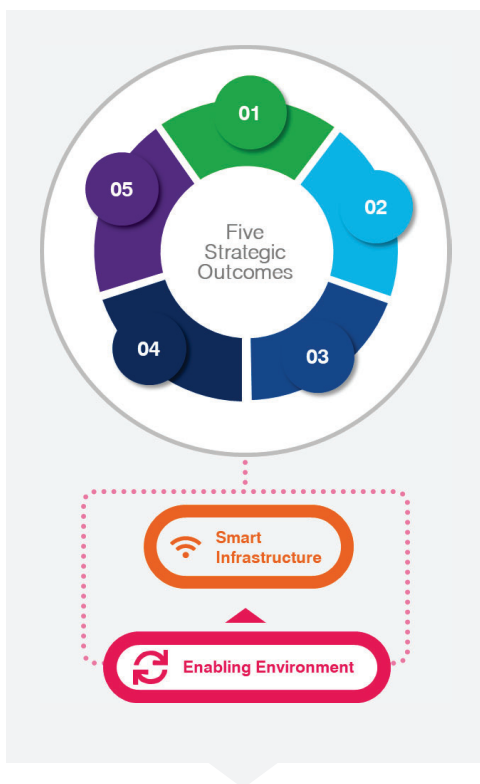 01
02
03
04
05
Five
Strategic
Outcomes
Smart
Infrastructure
Enabling Environment